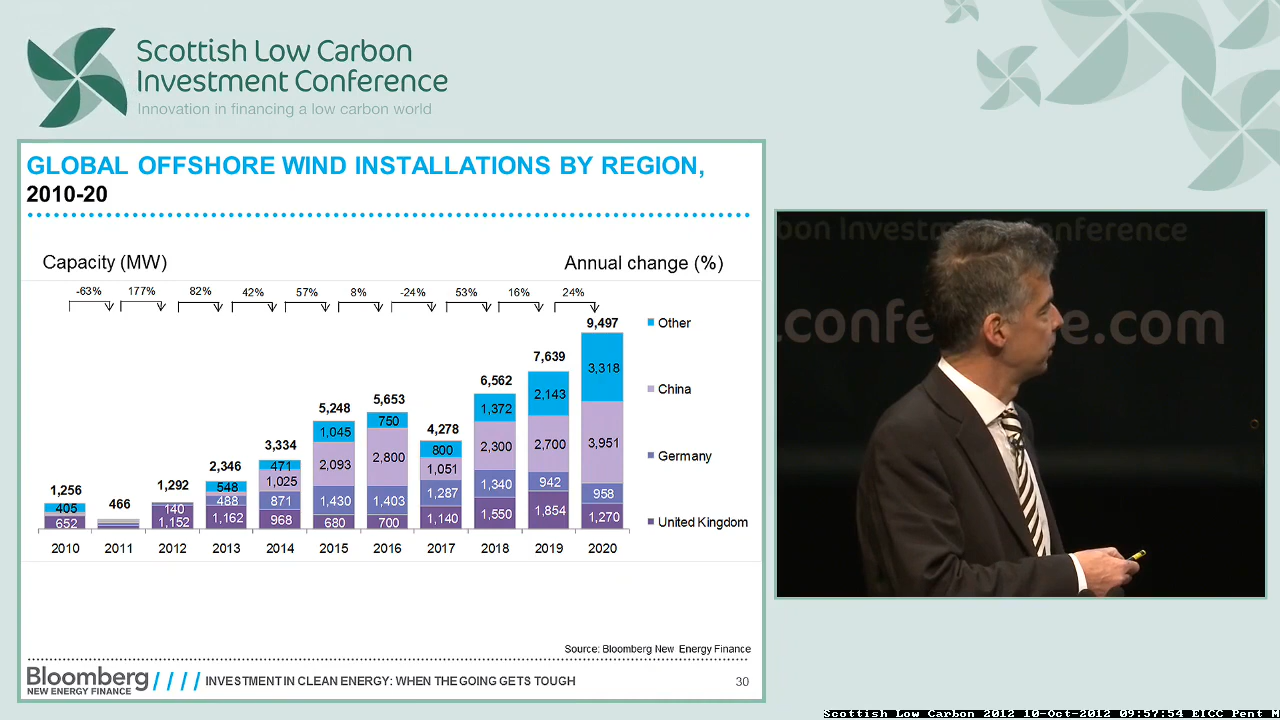 Scottish Low Carbon
Investment Conference
Innovation in financing a low carbon world
GLOBAL OFFSHORE WIND INSTALLATIONS BY REGION,
2010-20
Capacity (MW)
Annual change (%)
-63% 177% 82% 42% 57% 8% -24% 53% 16% 24%
9,497
Other
7,639
3,318
6,562
2,143
China
5,653
5,248
1,372
750
4,278
1,045
3,334
800
3,951
2,700
2,300
2,800
2,093
1,051
471
1,025
2,346
548
488
Germany
1,292
1,256
466
405
140
871
1,430
1,403
1,287
1,340
942
958
652
1,152
1,162
968
680
700
1,140
1,550
1,854
1,270
United Kingdom
2010 2011 2012 2013 2014 2015 2016 2017 2018 2019 2020
Source: Bloomberg New Energy Finance
Bloomberg
NEW ENERGY FINANCE
//// INVESTMENT IN CLEAN ENERGY: WHEN THE GOING GETS TOUGH
30
bon Invest onference
.confe e.com
Scottish Low Carbon 2012 10-Oct-2012 09:57:54 EICC Pent M